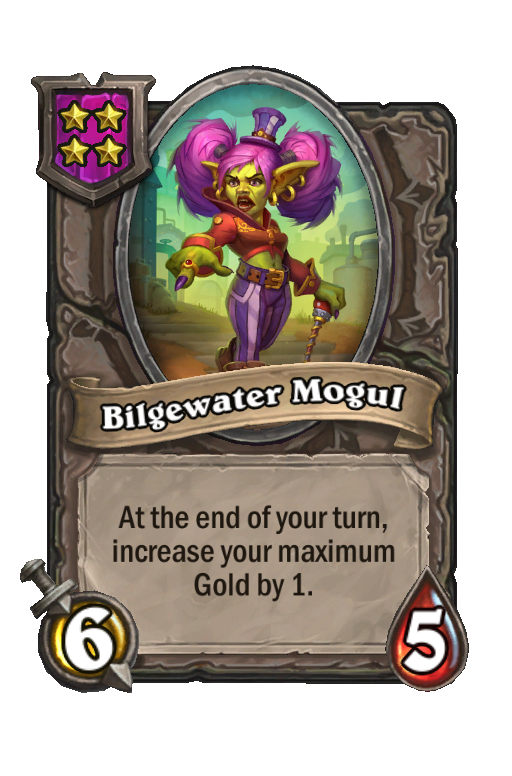 Bilgewater Mogul
At the end of your turn,
increase your maximum
Gold by 1.
6
5